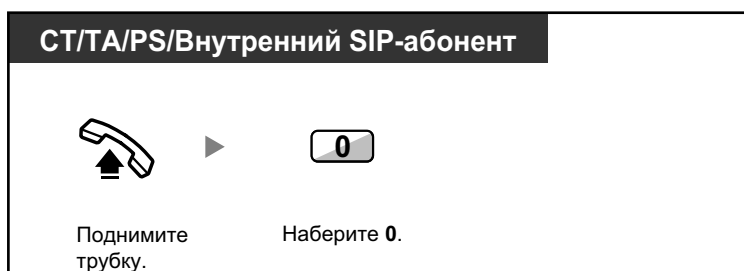 СТ/ТА/PS/Внутренний SIP-абонент
0
Поднимите
трубку.
Наберите 0.